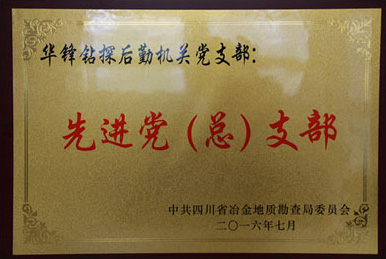 华锋钻探后勤机关党支部：
先进党（总）支部
中共四川省冶金地质勘查局委员会
二〇一六年七月